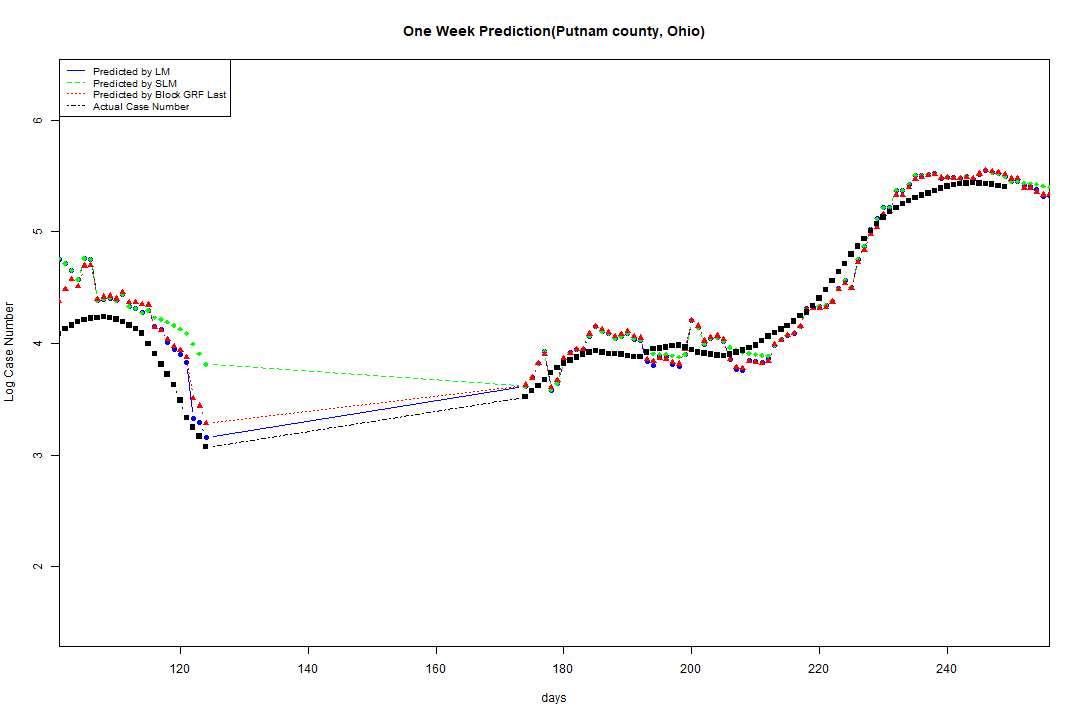 One Week Prediction(Putnam county, Ohio)
Predicted by LM
Predicted by SLM
Predicted by Block GRF Last
Actual Case Number
Log Case Number
6
5
4
3
2
120 140 160 180 200 220 240
days